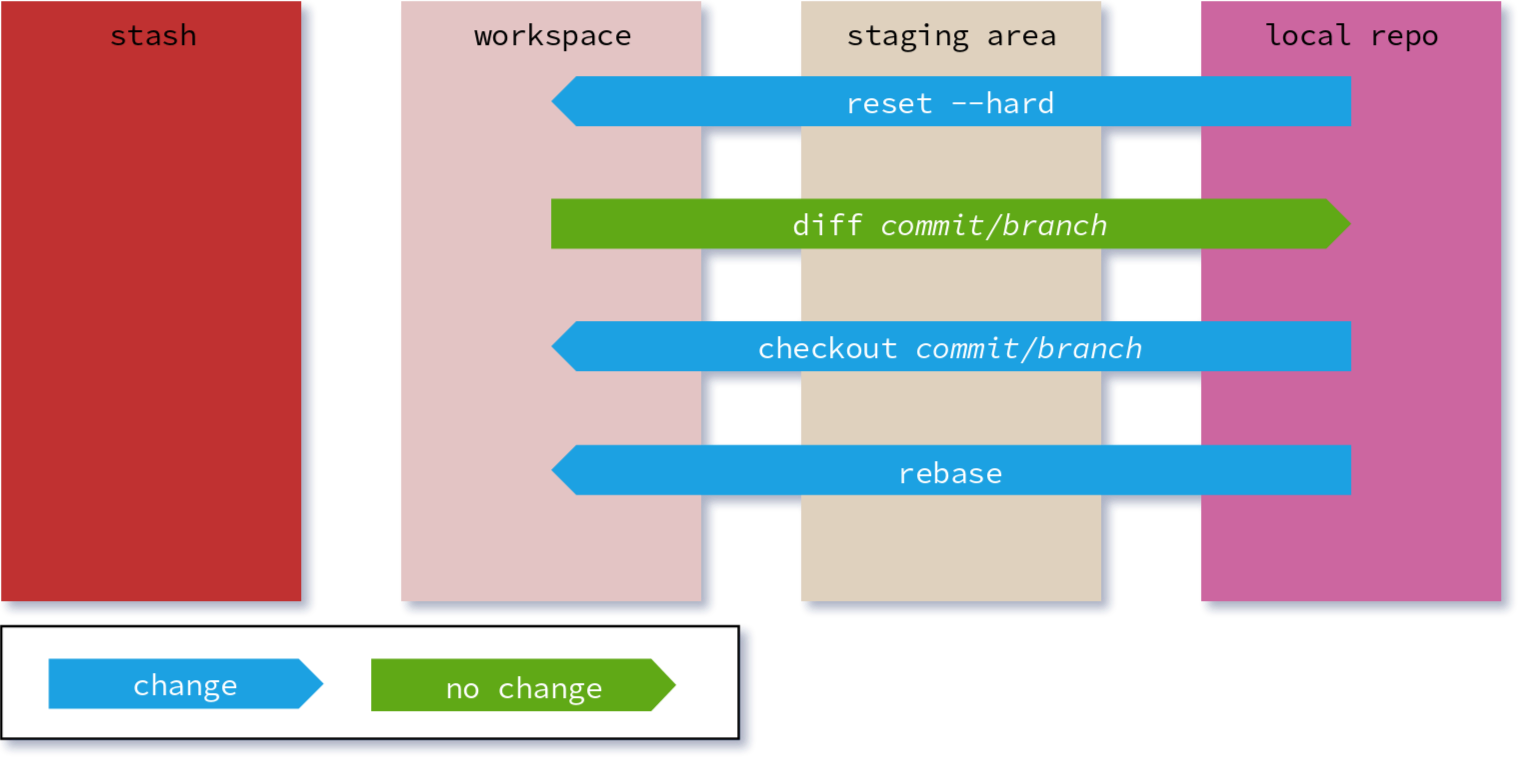 stash
workspace
staging area
local repo
reset --hard
diff commit/branch
checkout commit/branch
rebase
change
no change